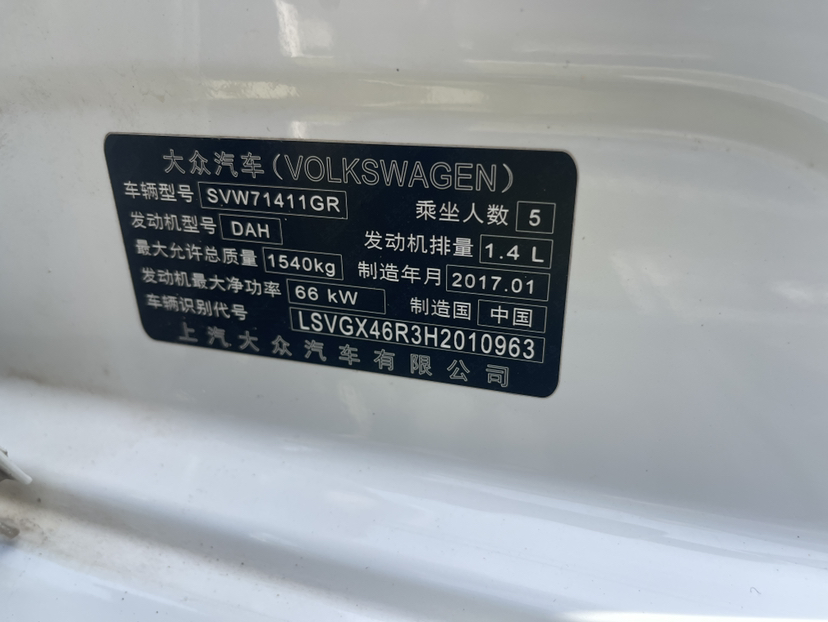 大众汽车(VOLKSWAGEN)
车辆型号 SVW71411GR 乘坐人数 5
发动机型号 DAH 发动机排量 1.4 L
最大允许总质量 1540kg 制造年月 2017.01
发动机最大净功率 66 kW 制造国 中国
车辆识别代号 LSVGX46R3H2010963
上汽大众汽车有限公司